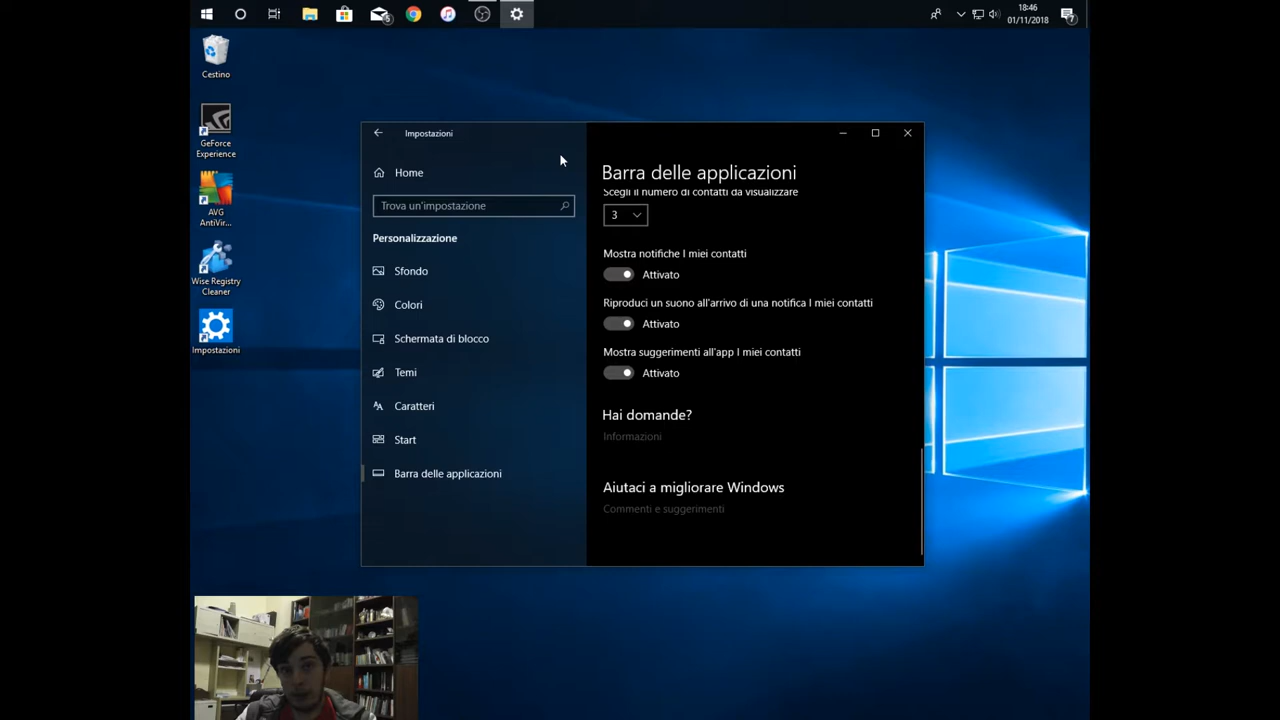 5
18:46
01/11/2018
7
Cestino
GeForce
Experience
AVG
AntiVir...
Wise Registry
Cleaner
Impostazioni
Impostazioni
Home
Trova un'impostazione
Personalizzazione
Sfondo
Colori
Schermata di blocco
Temi
Caratteri
Start
Barra delle applicazioni
Barra delle applicazioni
Scegli il numero di contatti da visualizzare
3
Mostra notifiche I miei contatti
Attivato
Riproduci un suono all'arrivo di una notifica I miei contatti
Attivato
Mostra suggerimenti all'app I miei contatti
Attivato
Hai domande?
Informazioni
Aiutaci a migliorare Windows
Commenti e suggerimenti